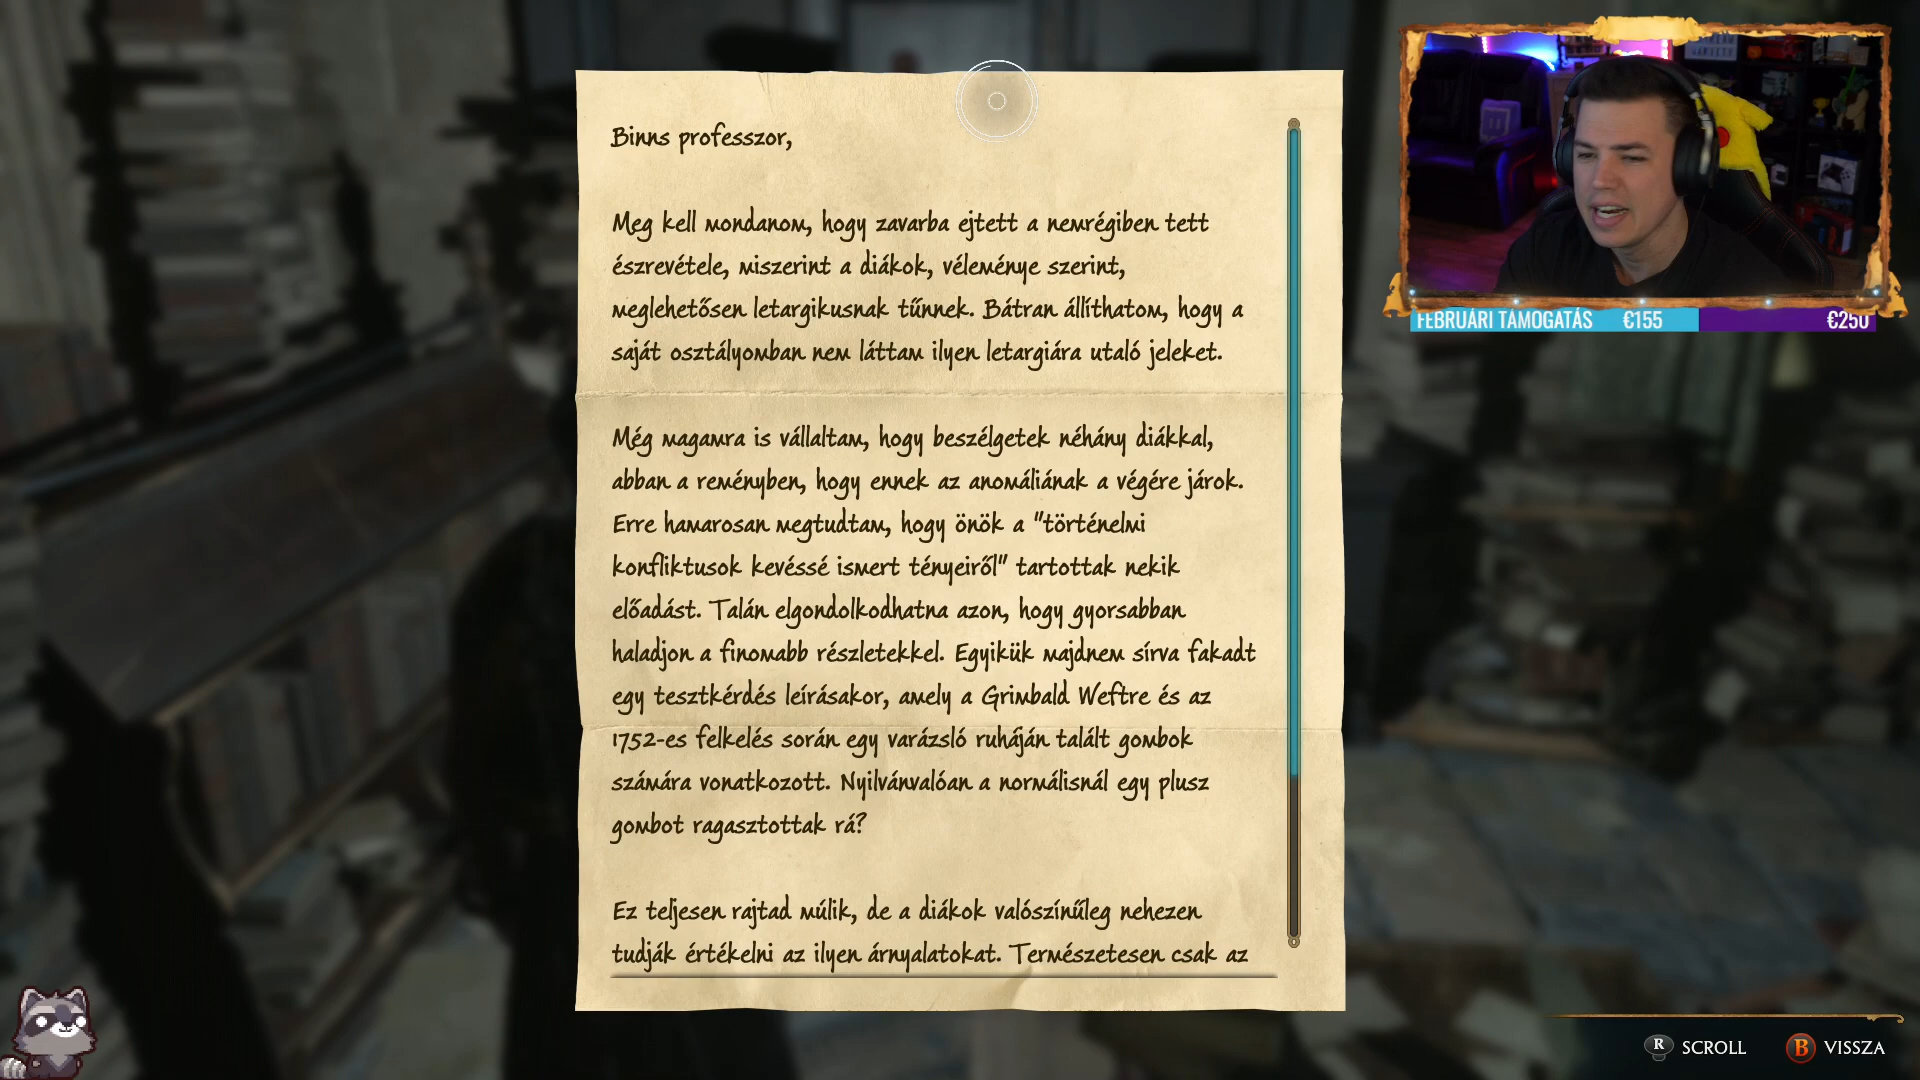 Binns professzor,
Meg kell mondanom, hogy zavarba ejtett a nemrégiben tett
észrevétele, miszerint a diákok, véleménye szerint,
meglehetősen letargikusnak tűnnek. Bátran állíthatom, hogy a
saját osztályomban nem láttam ilyen letargiára utaló jeleket.
Még magamra is vállaltam, hogy beszélgetek néhány diákkal,
abban a reményben, hogy ennek az anomáliának a végére járok.
Erre hamarosan megtudtam, hogy önök a "történelmi
konfliktusok kevéssé ismert tényeiről" tartottak nekik
előadást. Talán elgondolkodhatna azon, hogy gyorsabban
haladjon a finomabb részletekkel. Egyikük majdnem sírva fakadt
egy tesztkérdés leírásakor, amely a Grimbald Weftre és az
1752-es felkelés során egy varázsló ruháján talált gombok
számára vonatkozott. Nyilvánvalóan a normálisnál egy plusz
gombot ragasztottak rá?
Ez teljesen rajtad múlik, de a diákok valószínűleg nehezen
tudják értékelni az ilyen árnyalatokat. Természetesen csak az
FEBRUÁRI TÁMOGATÁS €155 €250
R SCROLL B VISSZA